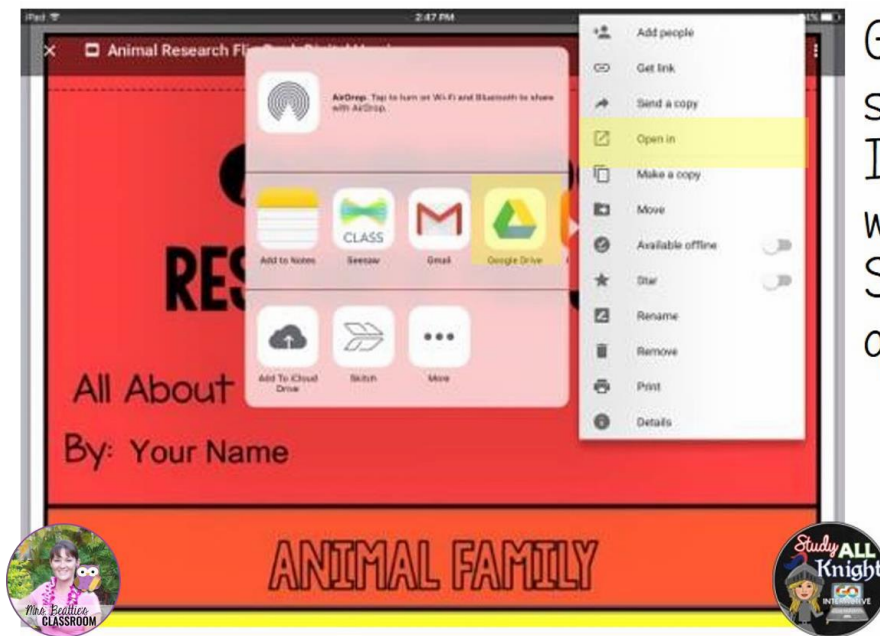 iPad
2:47 PM
Animal Research Fli
AirDrop. Tap to turn on Wi-Fi and Bluetooth to share
with AirDrop.
Add to Notes
CLASS
Seesaw
Gmail
Google Drive
Add To iCloud
Drive
Skitch
More
Add people
Get link
Send a copy
Open in
Make a copy
Move
Available offline
Star
Rename
Remove
Print
Details
RES
All About
By: Your Name
ANIMAL FAMILY
Mrs. Beattie's
CLASSROOM
Study ALL
Knight
GO
INTERACTIVE